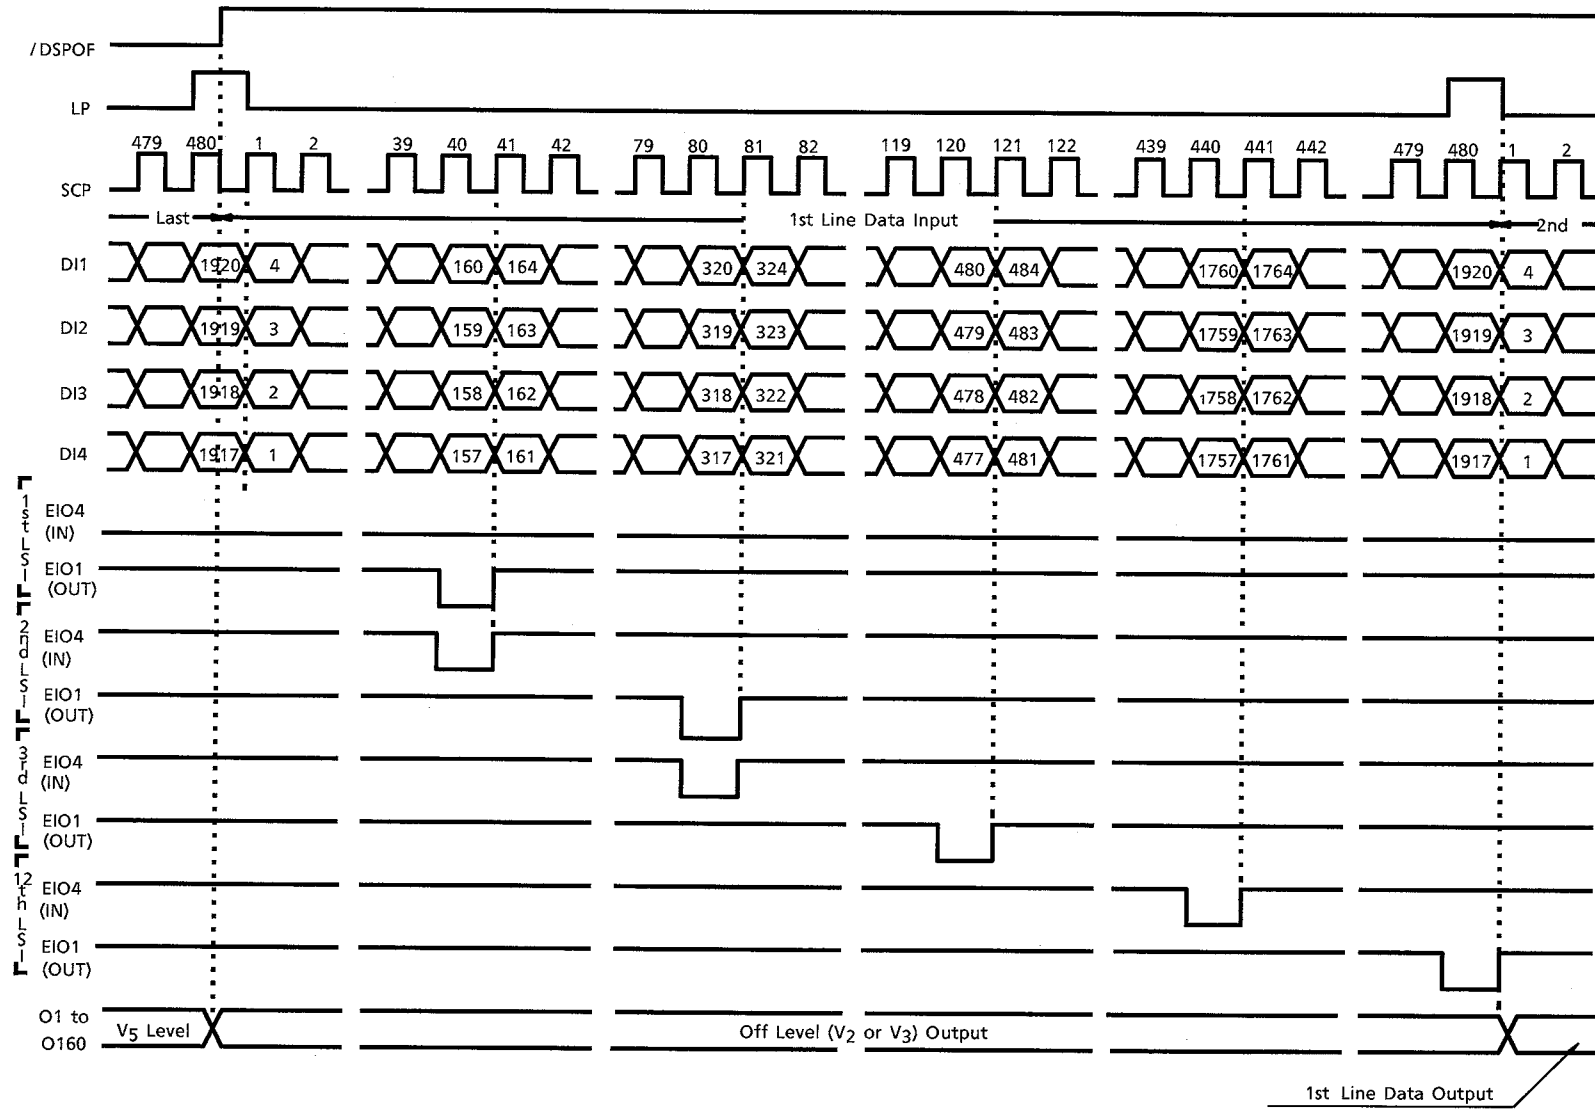 /DSPOF
LP
479 480 1 2 39 40 41 42 79 80 81 82 119 120 121 122 439 440 441 442 479 480 1 2
SCP
Last 1st Line Data Input 2nd
DI1 1920 4 160 164 320 324 480 484 1760 1764 1920 4
DI2 1919 3 159 163 319 323 479 483 1759 1763 1919 3
DI3 1918 2 158 162 318 322 478 482 1758 1762 1918 2
DI4 1917 1 157 161 317 321 477 481 1757 1761 1917 1
1st LSI
EIO4
(IN)
EIO1
(OUT)
2nd LSI
EIO4
(IN)
EIO1
(OUT)
3rd LSI
EIO4
(IN)
EIO1
(OUT)
12th LSI
EIO4
(IN)
EIO1
(OUT)
O1 to
O160
V5 Level Off Level (V2 or V3) Output
1st Line Data Output